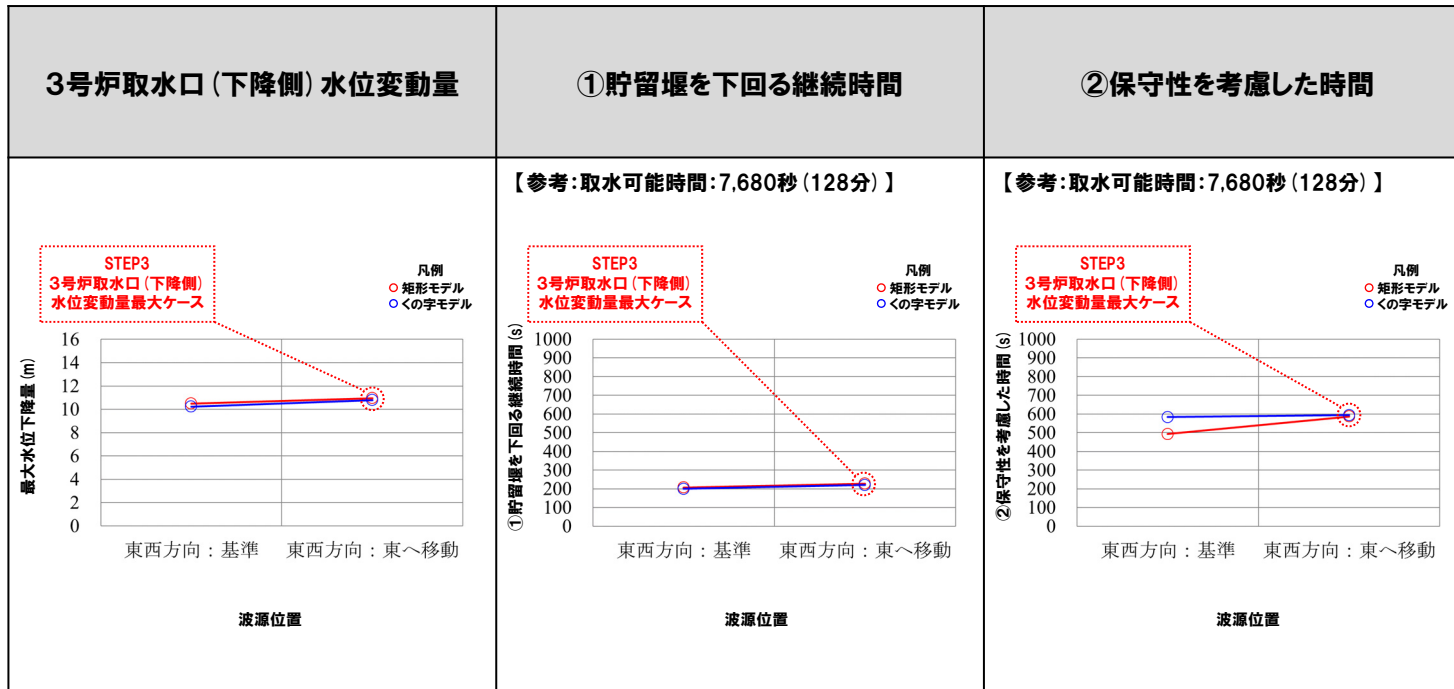 3号炉取水口(下降側)水位変動量
①貯留堰を下回る継続時間
②保守性を考慮した時間
STEP3
3号炉取水口(下降側)
水位変動量最大ケース
凡例
矩形モデル
くの字モデル
最大水位下降量(m)
16
14
12
10
8
6
4
2
0
東西方向:基準 東西方向:東へ移動
波源位置
【参考:取水可能時間:7,680秒(128分)】
STEP3
3号炉取水口(下降側)
水位変動量最大ケース
凡例
矩形モデル
くの字モデル
①貯留堰を下回る継続時間(s)
1000
900
800
700
600
500
400
300
200
100
0
東西方向:基準 東西方向:東へ移動
波源位置
【参考:取水可能時間:7,680秒(128分)】
STEP3
3号炉取水口(下降側)
水位変動量最大ケース
凡例
矩形モデル
くの字モデル
②保守性を考慮した時間(s)
1000
900
800
700
600
500
400
300
200
100
0
東西方向:基準 東西方向:東へ移動
波源位置